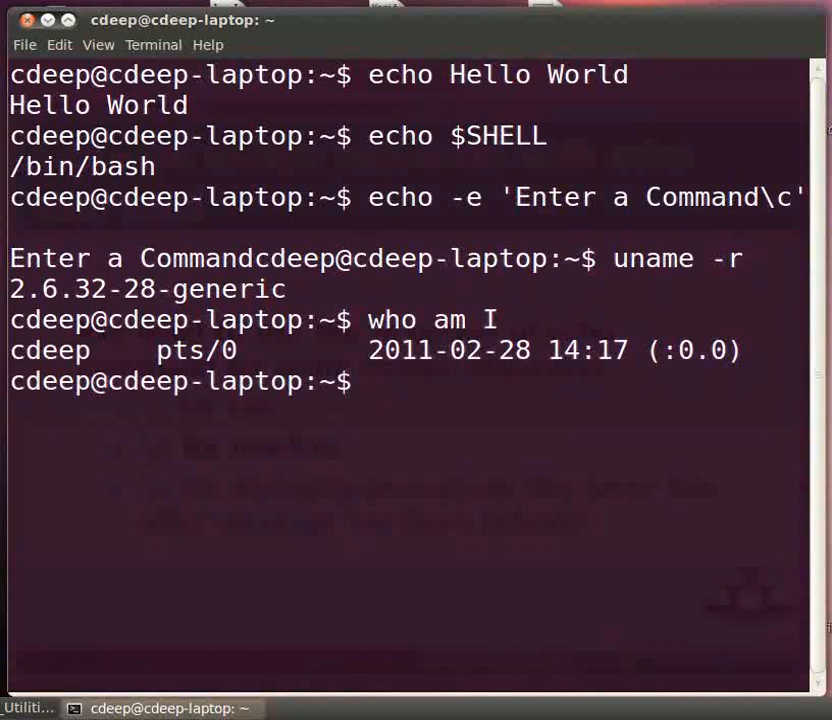 cdeep@cdeep-laptop: ~
File Edit View Terminal Help
cdeep@cdeep-laptop:~$ echo Hello World
Hello World
cdeep@cdeep-laptop:~$ echo $SHELL
/bin/bash
cdeep@cdeep-laptop:~$ echo -e 'Enter a Command\c'
Enter a Commandcdeep@cdeep-laptop:~$ uname -r
2.6.32-28-generic
cdeep@cdeep-laptop:~$ who am I
cdeep    pts/0        2011-02-28 14:17 (:0.0)
cdeep@cdeep-laptop:~$
_Utiliti... cdeep@cdeep-laptop: ~